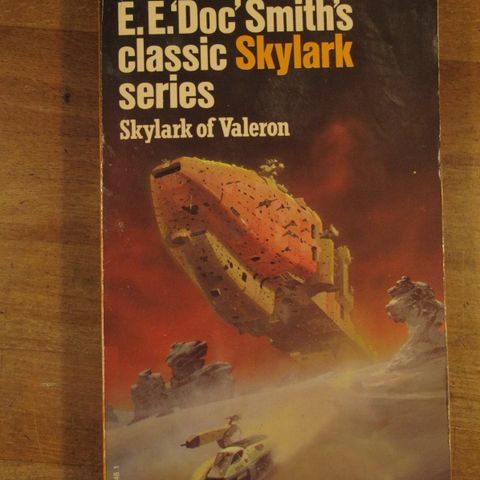 E. E. 'Doc' Smith's
classic Skylark
series
Skylark of Valeron